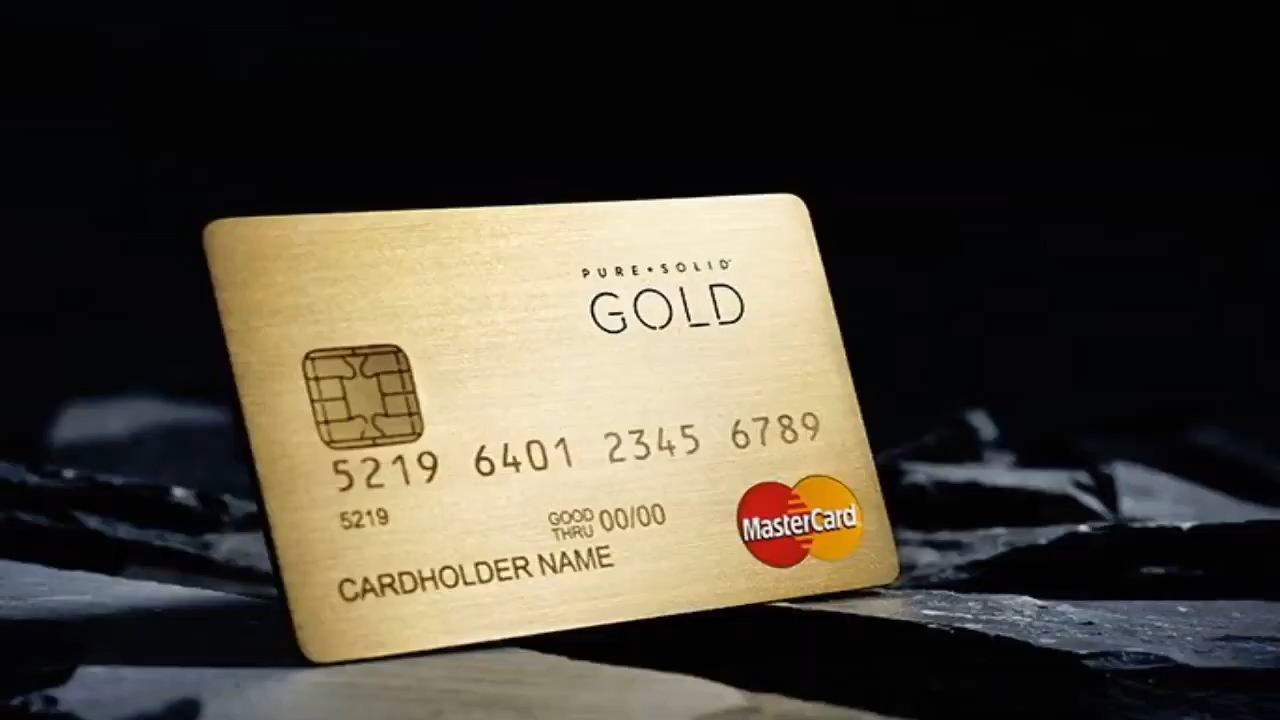 PURE•SOLID
GOLD
5219 6401 2345 6789
5219
GOOD THRU 00/00
CARDHOLDER NAME
MasterCard